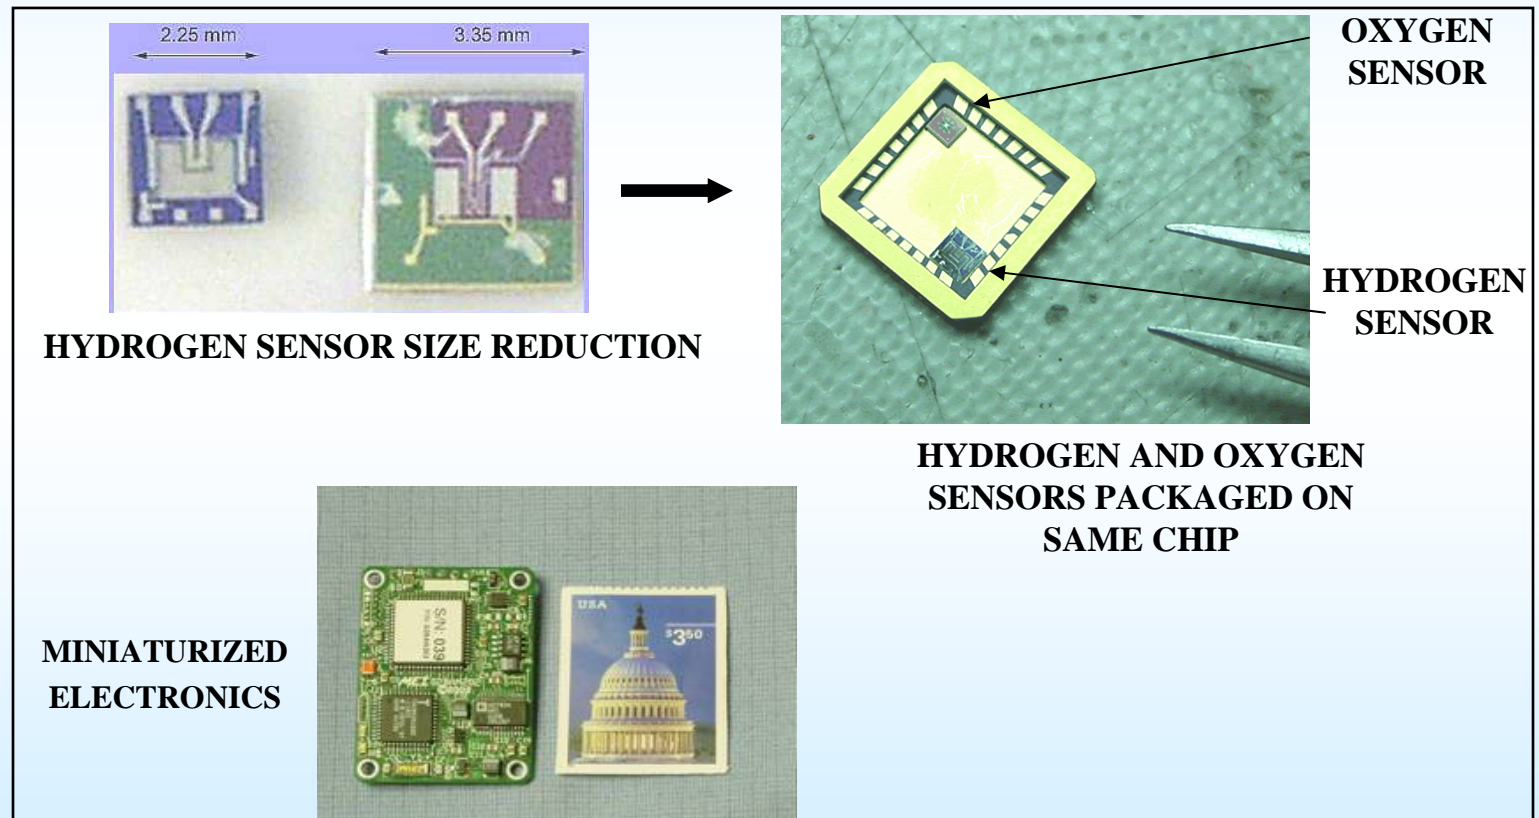 2.25 mm
3.35 mm
OXYGEN
SENSOR
HYDROGEN
SENSOR
HYDROGEN SENSOR SIZE REDUCTION
HYDROGEN AND OXYGEN
SENSORS PACKAGED ON
SAME CHIP
MINIATURIZED
ELECTRONICS
S/N: 039
USA
$3.50